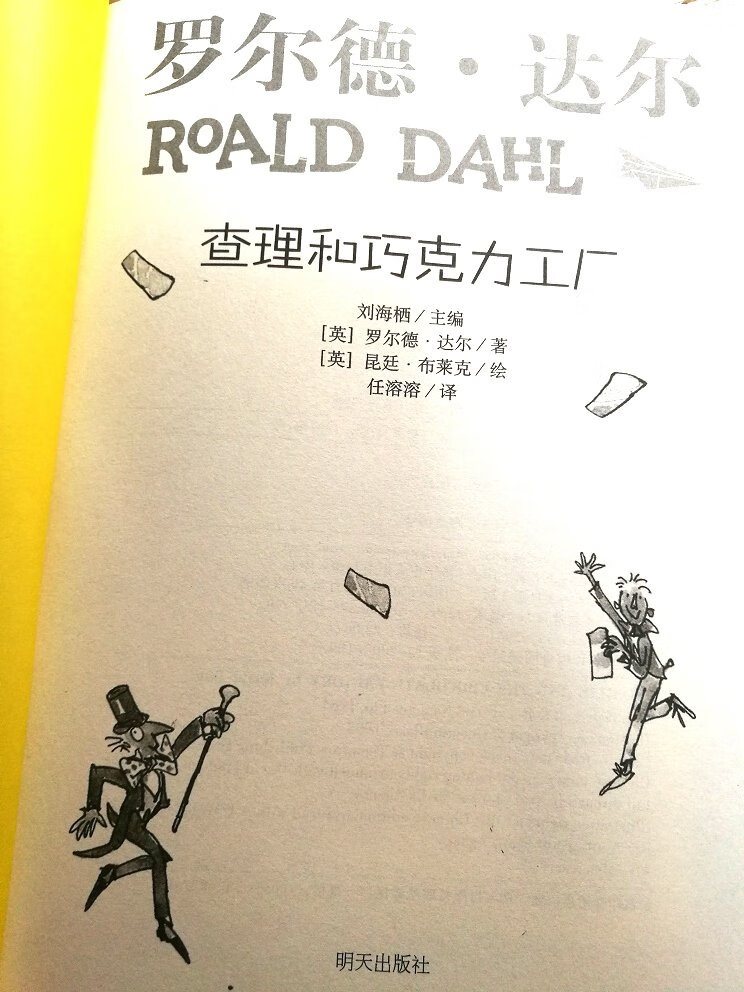 罗尔德·达尔
ROALD DAHL
查理和巧克力工厂
刘海栖/主编
[英] 罗尔德·达尔/著
[英] 昆廷·布莱克/绘
任溶溶/译
明天出版社